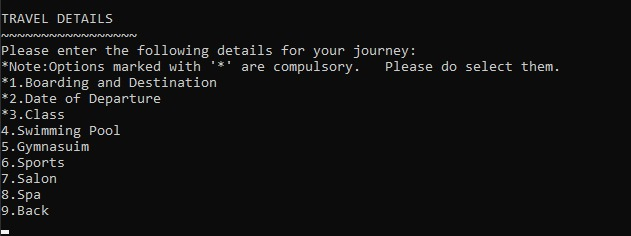 TRAVEL DETAILS
~~~~~~~~~~~~~~~~~
Please enter the following details for your journey:
*Note:Options marked with '*' are compulsory.   Please do select them.
*1.Boarding and Destination
*2.Date of Departure
*3.Class
4.Swimming Pool
5.Gymnasuim
6.Sports
7.Salon
8.Spa
9.Back